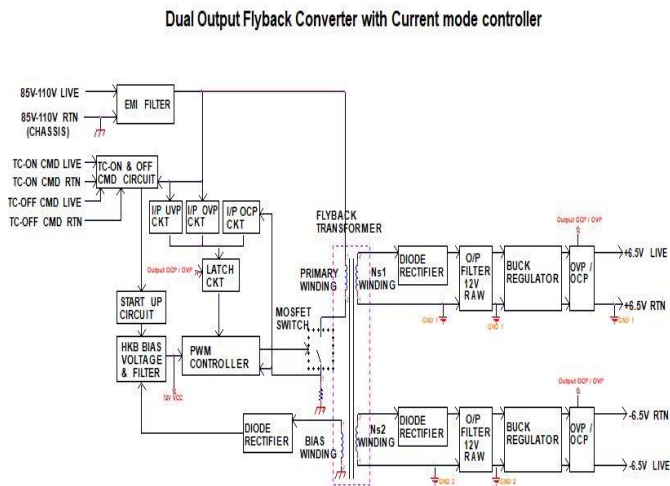 Dual Output Flyback Converter with Current mode controller
85V-110V LIVE
85V-110V RTN
(CHASSIS)
EMI FILTER
TC-ON CMD LIVE
TC-ON CMD RTN
TC-OFF CMD LIVE
TC-OFF CMD RTN
TC-ON & OFF
CMD CIRCUIT
I/P UVP
CKT
I/P OVP
CKT
I/P OCP
CKT
FLYBACK
TRANSFORMER
Output OCP / OVP
LATCH
CKT
PRIMARY
WINDING
Ns1
WINDING
DIODE
RECTIFIER
O/P
FILTER
12V
RAW
BUCK
REGULATOR
Output OCP / OVP
OVP /
OCP
+6.5V LIVE
+6.5V RTN
GND 1
GND 1
GND 1
START UP
CIRCUIT
MOSFET
SWITCH
HKB BIAS
VOLTAGE
& FILTER
PWM
CONTROLLER
12V VCC
DIODE
RECTIFIER
BIAS
WINDING
Ns2
WINDING
DIODE
RECTIFIER
O/P
FILTER
12V
RAW
BUCK
REGULATOR
Output OCP / OVP
OVP /
OCP
-6.5V RTN
-6.5V LIVE
GND 2
GND 2